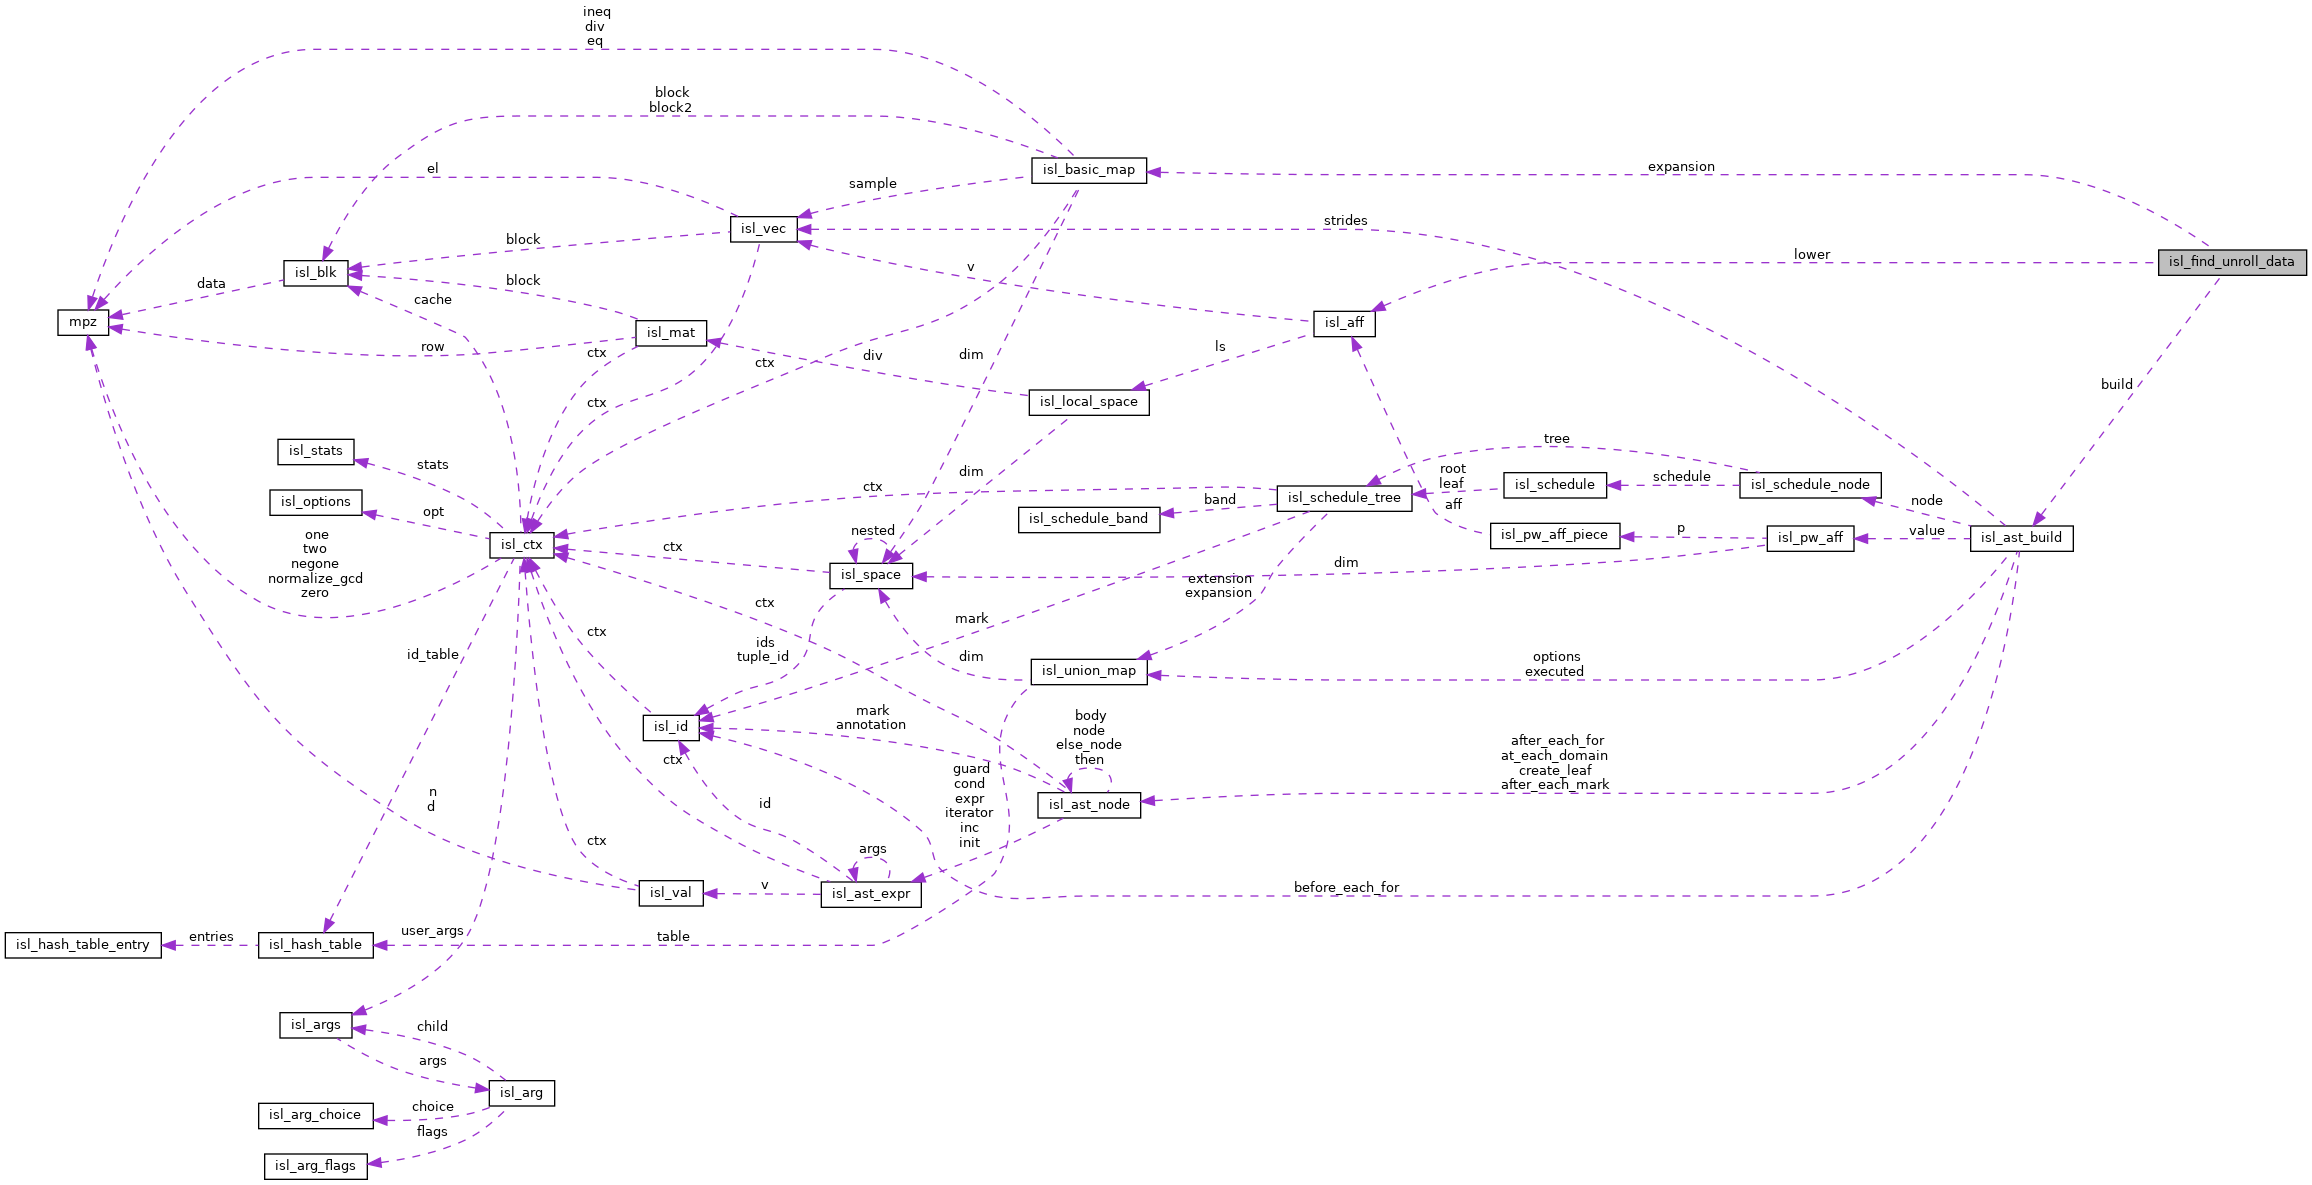 ineq
div
eq
block
block2
el
isl_basic_map
expansion
sample
strides
isl_vec
block
v
lower
isl_find_unroll_data
isl_blk
data
block
cache
mpz
isl_mat
isl_aff
row
ctx
dim
div
ctx
ls
build
ctx
isl_local_space
tree
isl_stats
stats
dim
root
leaf
aff
schedule
isl_schedule
isl_schedule_node
ctx
isl_schedule_tree
band
node
isl_options
opt
isl_schedule_band
nested
isl_pw_aff_piece
p
isl_pw_aff
value
isl_ast_build
one
two
negone
normalize_gcd
zero
isl_ctx
ctx
isl_space
dim
extension
expansion
ctx
mark
ctx
ids
tuple_id
id_table
dim
isl_union_map
options
executed
isl_id
mark
annotation
body
node
else_node
then
ctx
after_each_for
at_each_domain
create_leaf
after_each_mark
guard
cond
expr
iterator
inc
init
n
d
id
isl_ast_node
ctx
args
v
isl_val
isl_ast_expr
before_each_for
isl_hash_table_entry
entries
isl_hash_table
user_args
table
isl_args
child
args
isl_arg
choice
isl_arg_choice
flags
isl_arg_flags